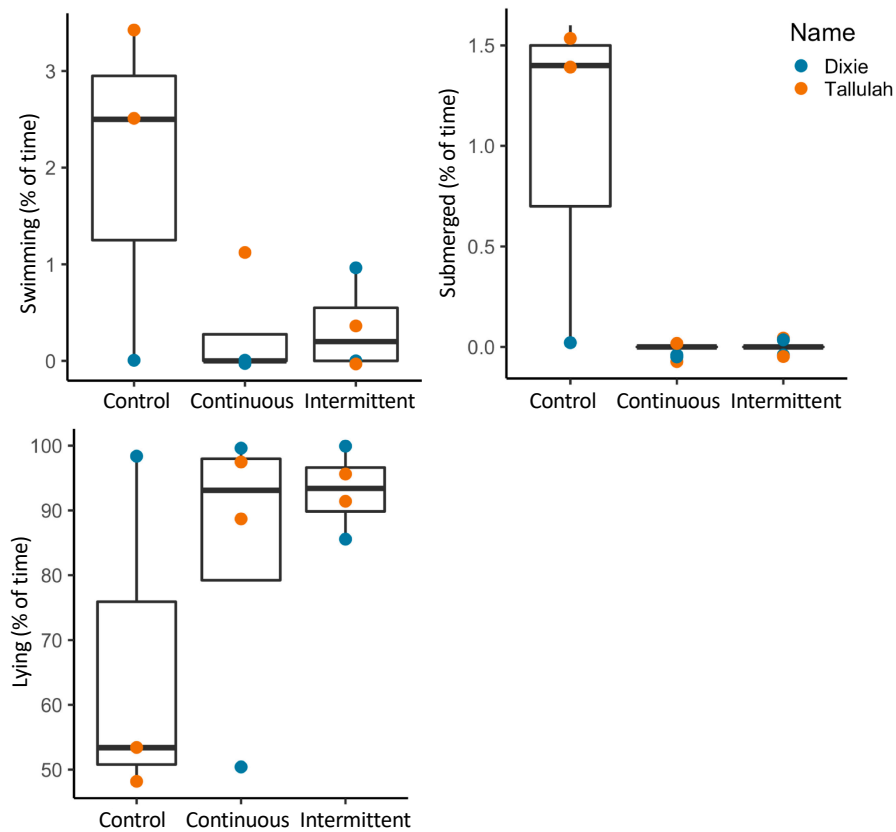 Swimming (% of time)
3
2
1
0
Control Continuous Intermittent
Submerged (% of time)
1.5
1.0
0.5
0.0
Control Continuous Intermittent
Name
Dixie
Tallulah
Lying (% of time)
100
90
80
70
60
50
Control Continuous Intermittent